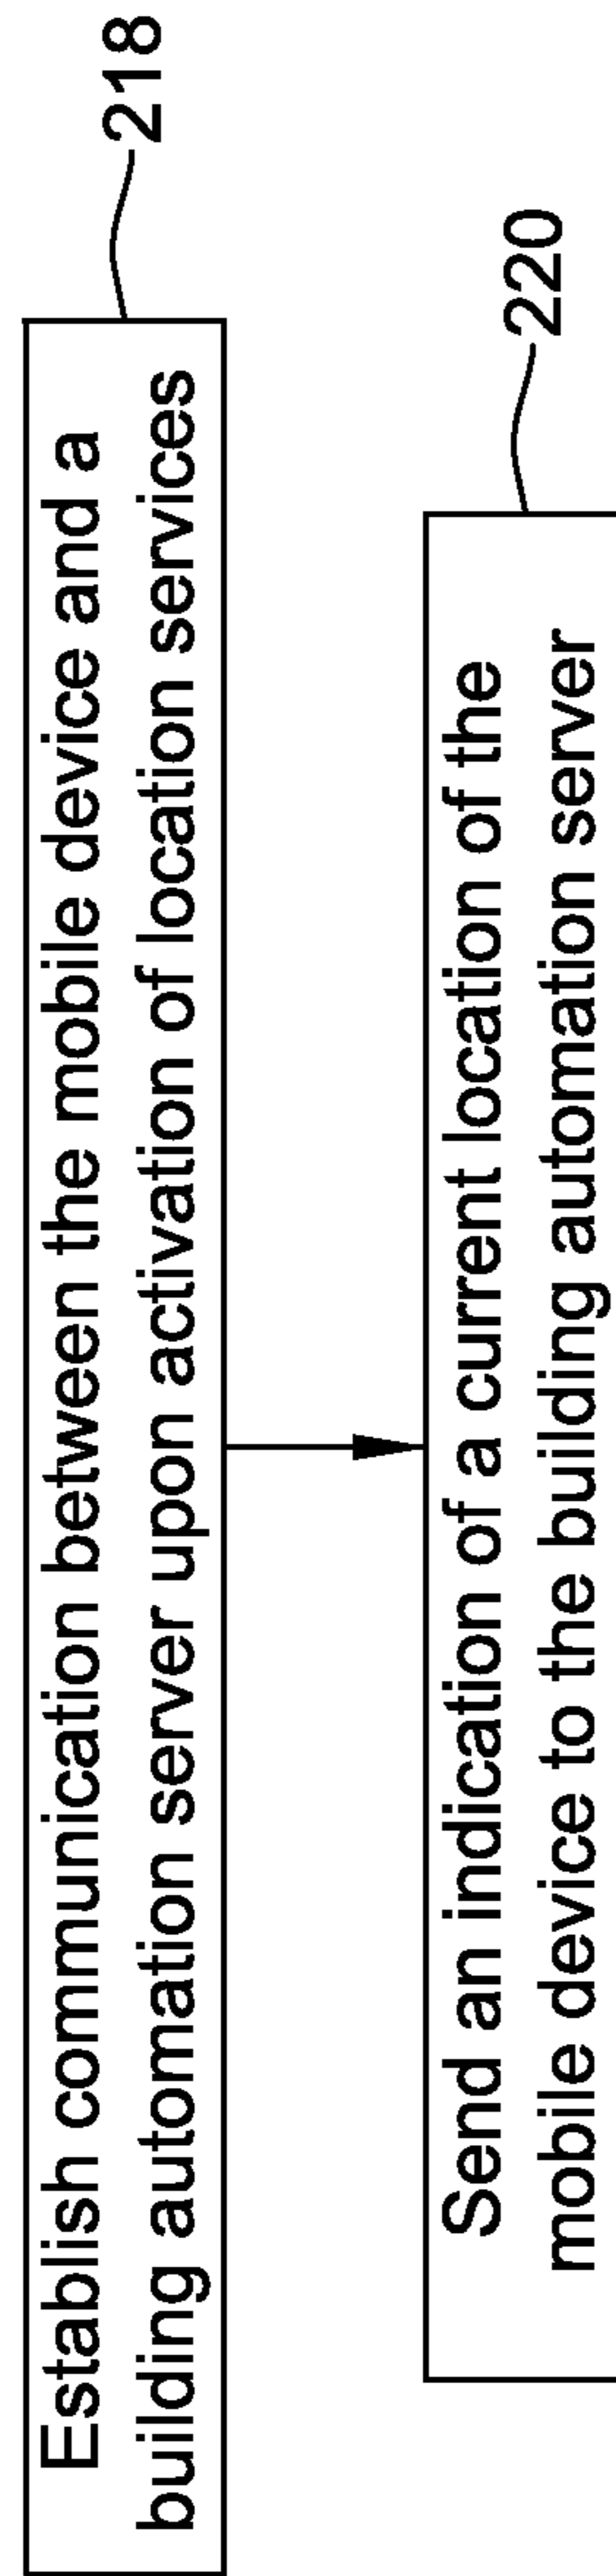 Establish communication between the mobile device and a
building automation server upon activation of location services
218
Send an indication of a current location of the
mobile device to the building automation server
220